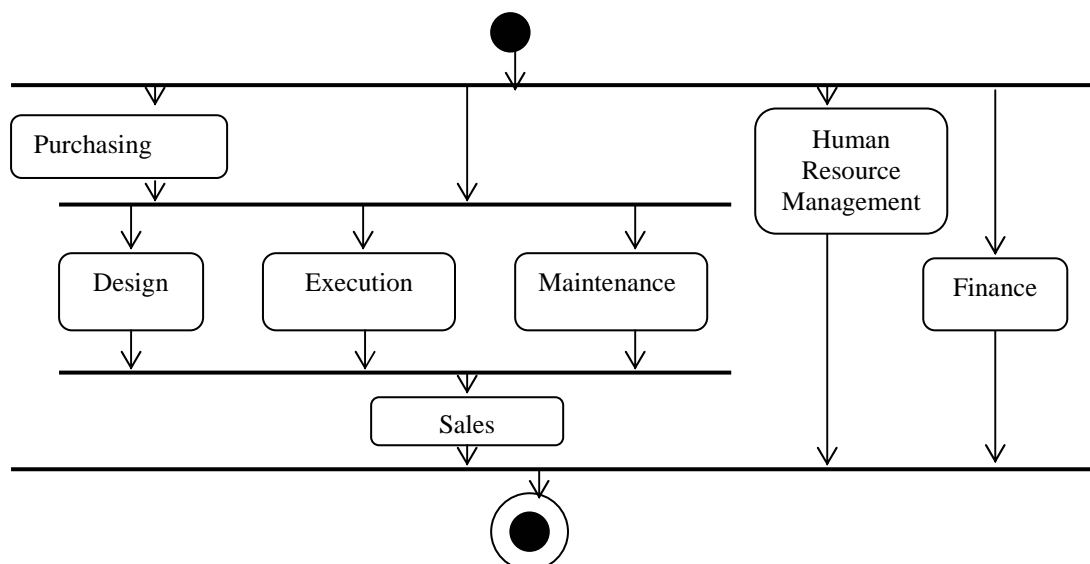 Purchasing
Human
Resource
Management
Design
Execution
Maintenance
Finance
Sales